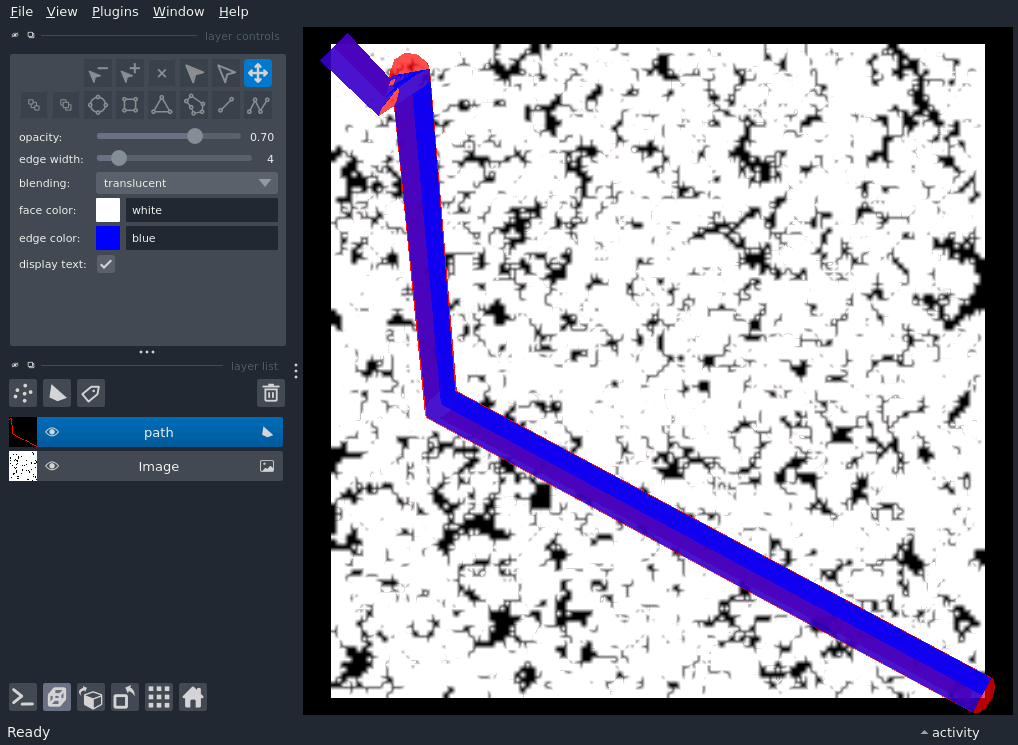 File View Plugins Window Help
layer controls
opacity: 0.70
edge width: 4
blending: translucent
face color: white
edge color: blue
display text:
layer list
path
Image
Ready
activity